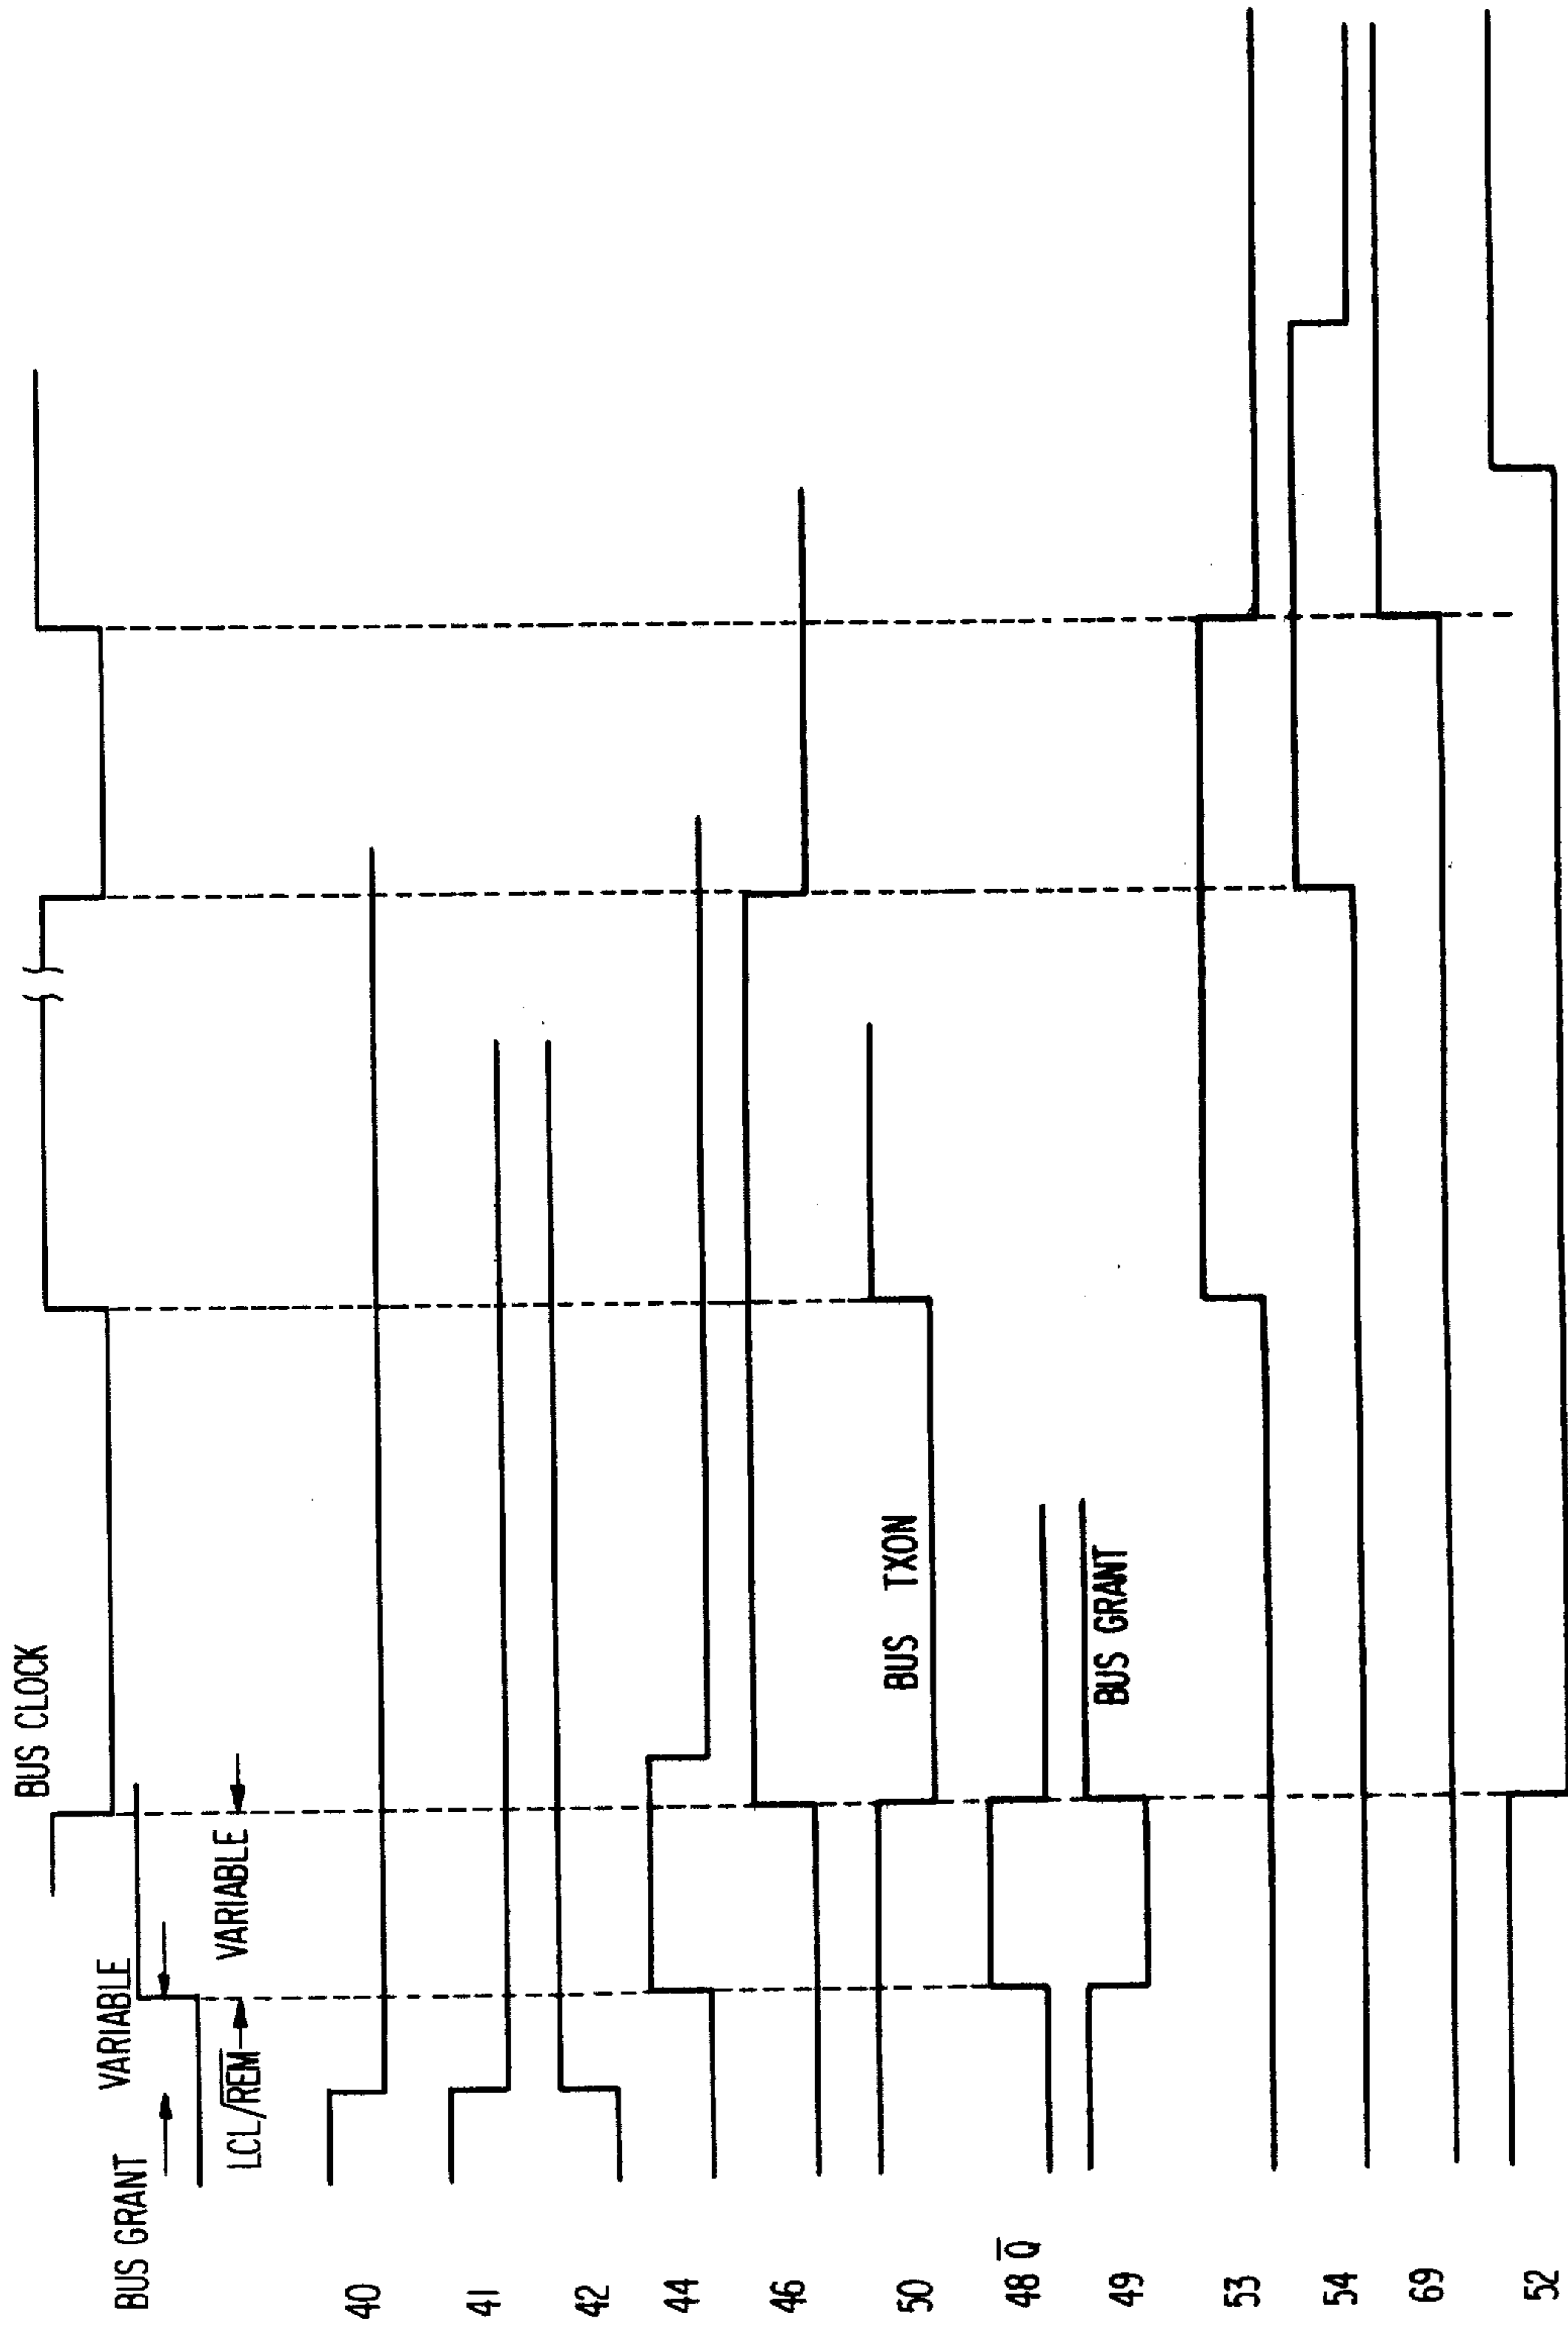 BUS CLOCK
BUS GRANT VARIABLE
LCL/R̅E̅M̅ VARIABLE
40
41
42
44
46
50 BUS TXON
48 Q̅
49 BUS GRANT
53
54
69
52